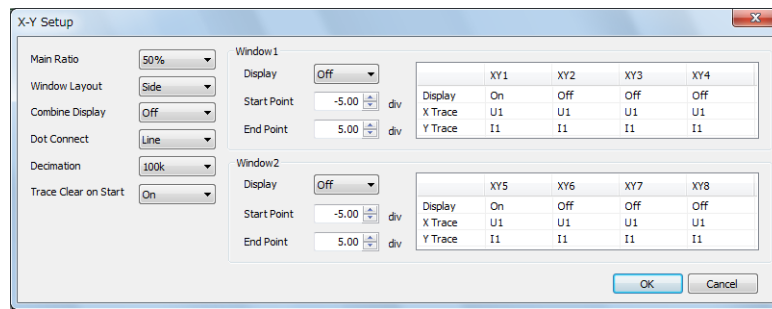 X-Y Setup
Main Ratio 50%
Window Layout Side
Combine Display Off
Dot Connect Line
Decimation 100k
Trace Clear on Start On
Window1
Display Off
Start Point -5.00 div
End Point 5.00 div
XY1 XY2 XY3 XY4
Display On Off Off Off
X Trace U1 U1 U1 U1
Y Trace I1 I1 I1 I1
Window2
Display Off
Start Point -5.00 div
End Point 5.00 div
XY5 XY6 XY7 XY8
Display On Off Off Off
X Trace U1 U1 U1 U1
Y Trace I1 I1 I1 I1
OK Cancel